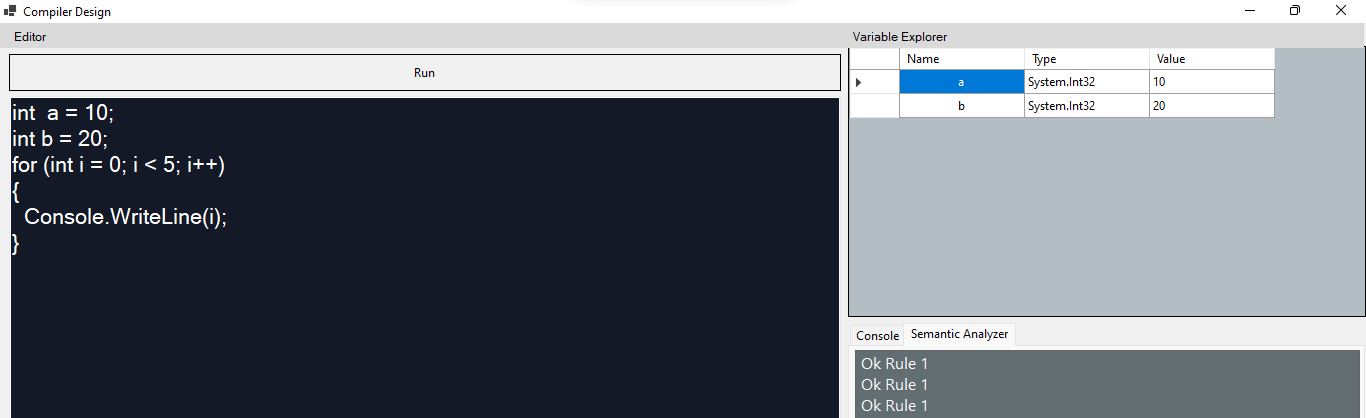 Compiler Design
Editor
Run
int  a = 10;
int b = 20;
for (int i = 0; i < 5; i++)
{
  Console.WriteLine(i);
}
Variable Explorer
Name Type Value
a System.Int32 10
b System.Int32 20
Console Semantic Analyzer
Ok Rule 1
Ok Rule 1
Ok Rule 1